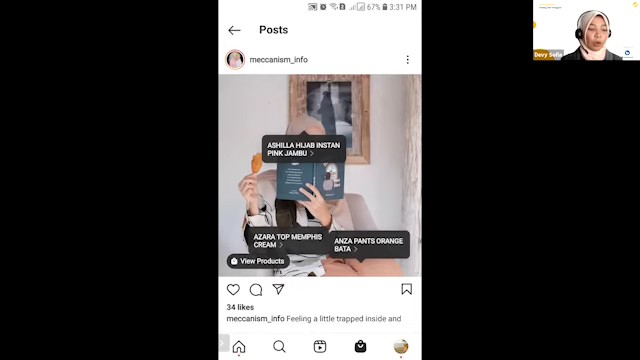 67% 3:31 PM
Posts
meccanism_info
ASHILLA HIJAB INSTAN
PINK JAMBU >
AZARA TOP MEMPHIS
CREAM >
ANZA PANTS ORANGE
BATA >
View Products
34 likes
meccanism_info Feeling a little trapped inside and
Devy Sofia